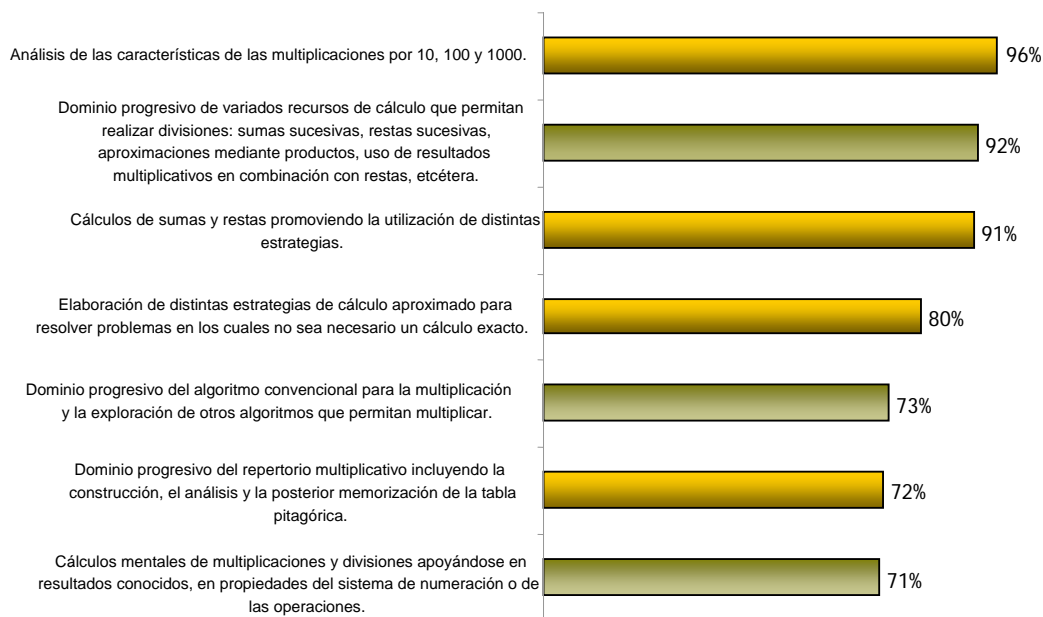 Análisis de las características de las multiplicaciones por 10, 100 y 1000.
96%
Dominio progresivo de variados recursos de cálculo que permitan
realizar divisiones: sumas sucesivas, restas sucesivas,
aproximaciones mediante productos, uso de resultados
multiplicativos en combinación con restas, etcétera.
92%
Cálculos de sumas y restas promoviendo la utilización de distintas
estrategias.
91%
Elaboración de distintas estrategias de cálculo aproximado para
resolver problemas en los cuales no sea necesario un cálculo exacto.
80%
Dominio progresivo del algoritmo convencional para la multiplicación
y la exploración de otros algoritmos que permitan multiplicar.
73%
Dominio progresivo del repertorio multiplicativo incluyendo la
construcción, el análisis y la posterior memorización de la tabla
pitagórica.
72%
Cálculos mentales de multiplicaciones y divisiones apoyándose en
resultados conocidos, en propiedades del sistema de numeración o de
las operaciones.
71%